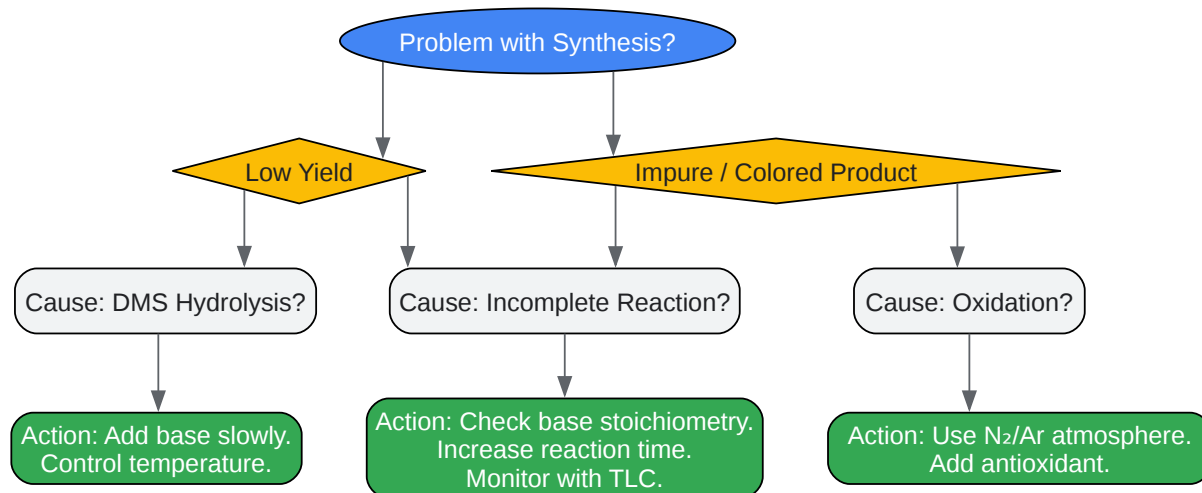 Problem with Synthesis?
Low Yield
Impure / Colored Product
Cause: DMS Hydrolysis?
Cause: Incomplete Reaction?
Cause: Oxidation?
Action: Add base slowly.
Control temperature.
Action: Check base stoichiometry.
Increase reaction time.
Monitor with TLC.
Action: Use N₂/Ar atmosphere.
Add antioxidant.